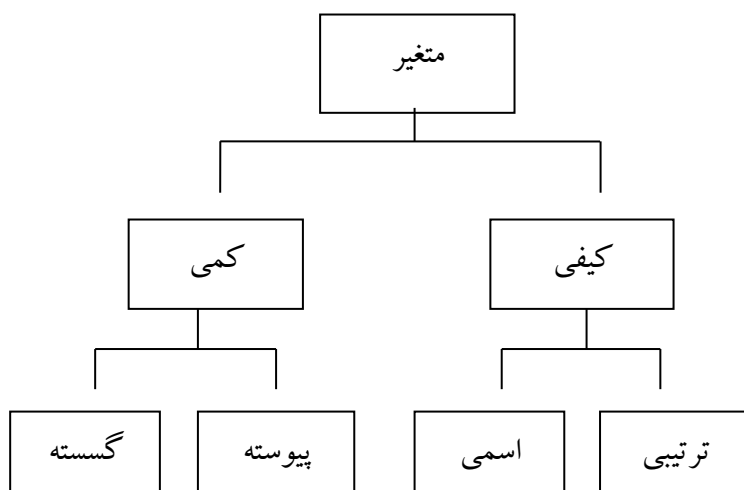 متغیر
کیفی
کمی
ترتیبی
اسمی
پیوسته
گسسته